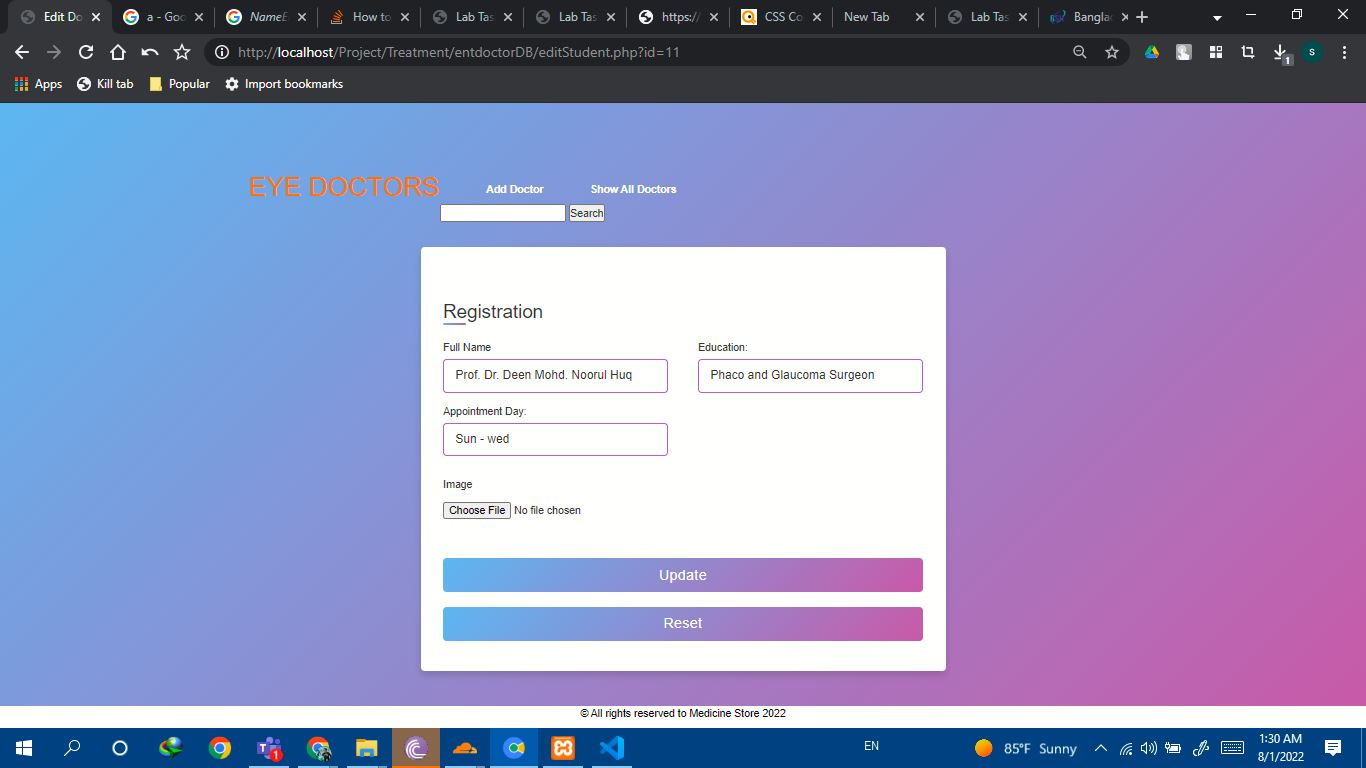 Edit Do
a - Goo
NameE
How to
Lab Tas
Lab Tas
https://
CSS Co
New Tab
Lab Tas
Banglad
http://localhost/Project/Treatment/entdoctorDB/editStudent.php?id=11
1
S
Apps
Kill tab
Popular
Import bookmarks
EYE DOCTORS
Add Doctor
Show All Doctors
Search
Registration
Full Name
Education:
Prof. Dr. Deen Mohd. Noorul Huq
Phaco and Glaucoma Surgeon
Appointment Day:
Sun - wed
Image
Choose File No file chosen
Update
Reset
© All rights reserved to Medicine Store 2022
1
EN
85°F Sunny
1:30 AM
8/1/2022